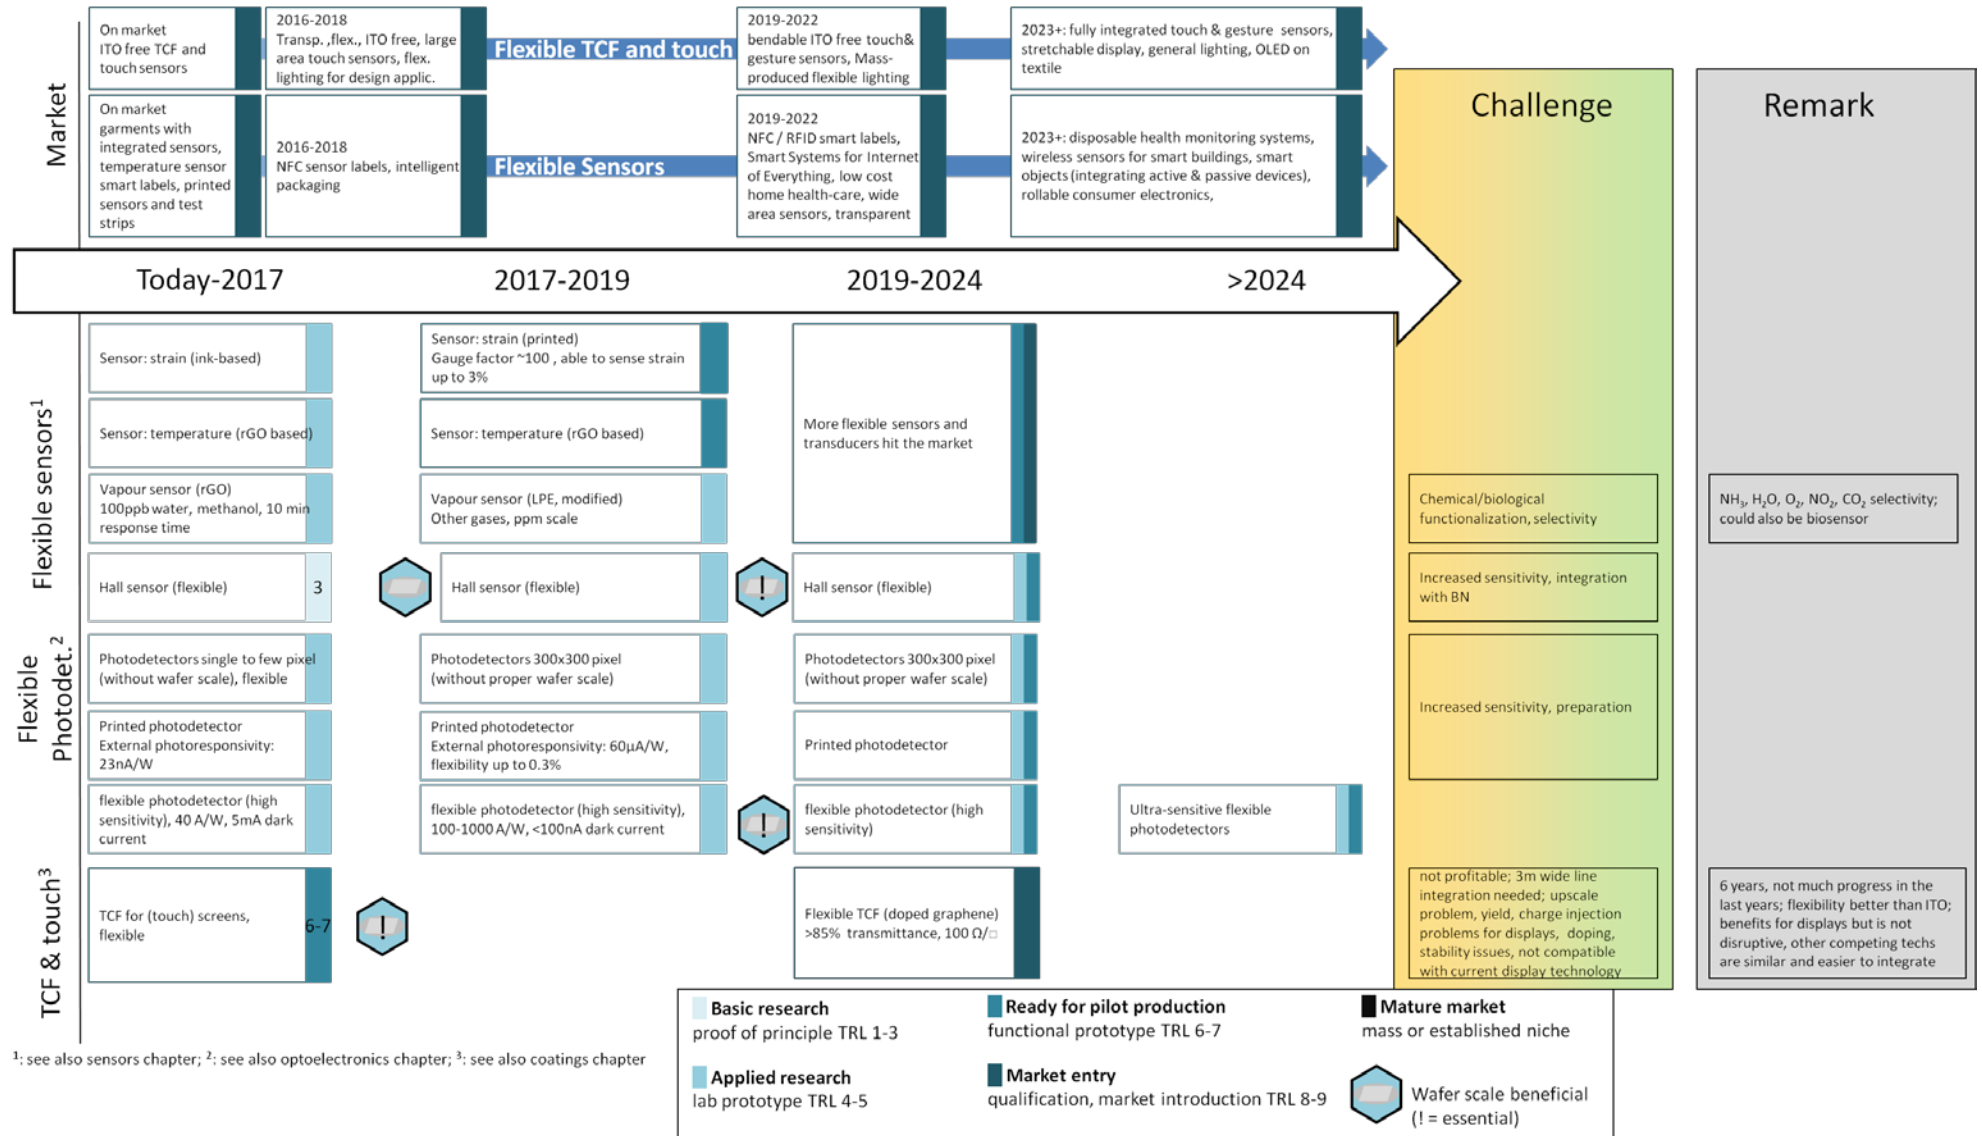 Market
On market
ITO free TCF and
touch sensors
2016-2018
Transp. ,flex., ITO free, large
area touch sensors, flex.
lighting for design applic.
Flexible TCF and touch
2019-2022
bendable ITO free touch&
gesture sensors, Mass-
produced flexible lighting
2023+: fully integrated touch & gesture sensors,
stretchable display, general lighting, OLED on
textile
On market
garments with
integrated sensors,
temperature sensor
smart labels, printed
sensors and test
strips
2016-2018
NFC sensor labels, intelligent
packaging
Flexible Sensors
2019-2022
NFC / RFID smart labels,
Smart Systems for Internet
of Everything, low cost
home health-care, wide
area sensors, transparent
2023+: disposable health monitoring systems,
wireless sensors for smart buildings, smart
objects (integrating active & passive devices),
rollable consumer electronics,
Challenge
Remark
Today-2017
2017-2019
2019-2024
>2024
Flexible sensors¹
Sensor: strain (ink-based)
Sensor: strain (printed)
Gauge factor ~100 , able to sense strain
up to 3%
More flexible sensors and
transducers hit the market
Sensor: temperature (rGO based)
Sensor: temperature (rGO based)
Vapour sensor (rGO)
100ppb water, methanol, 10 min
response time
Vapour sensor (LPE, modified)
Other gases, ppm scale
Chemical/biological
functionalization, selectivity
NH₃, H₂O, O₂, NO₂, CO₂ selectivity;
could also be biosensor
Hall sensor (flexible)
3
Hall sensor (flexible)
!
Hall sensor (flexible)
Increased sensitivity, integration
with BN
Flexible
Photodet.²
Photodetectors single to few pixel
(without wafer scale), flexible
Photodetectors 300x300 pixel
(without proper wafer scale)
Photodetectors 300x300 pixel
(without proper wafer scale)
Increased sensitivity, preparation
Printed photodetector
External photoresponsivity:
23nA/W
Printed photodetector
External photoresponsivity: 60µA/W,
flexibility up to 0.3%
Printed photodetector
flexible photodetector (high
sensitivity), 40 A/W, 5mA dark
current
flexible photodetector (high sensitivity),
100-1000 A/W, <100nA dark current
!
flexible photodetector (high
sensitivity)
Ultra-sensitive flexible
photodetectors
TCF & touch³
TCF for (touch) screens,
flexible
6-7
!
Flexible TCF (doped graphene)
>85% transmittance, 100 Ω/□
not profitable; 3m wide line
integration needed; upscale
problem, yield, charge injection
problems for displays, doping,
stability issues, not compatible
with current display technology
6 years, not much progress in the
last years; flexibility better than ITO;
benefits for displays but is not
disruptive, other competing techs
are similar and easier to integrate
¹: see also sensors chapter; ²: see also optoelectronics chapter; ³: see also coatings chapter
Basic research
proof of principle TRL 1-3
Ready for pilot production
functional prototype TRL 6-7
Mature market
mass or established niche
Applied research
lab prototype TRL 4-5
Market entry
qualification, market introduction TRL 8-9
Wafer scale beneficial
(! = essential)